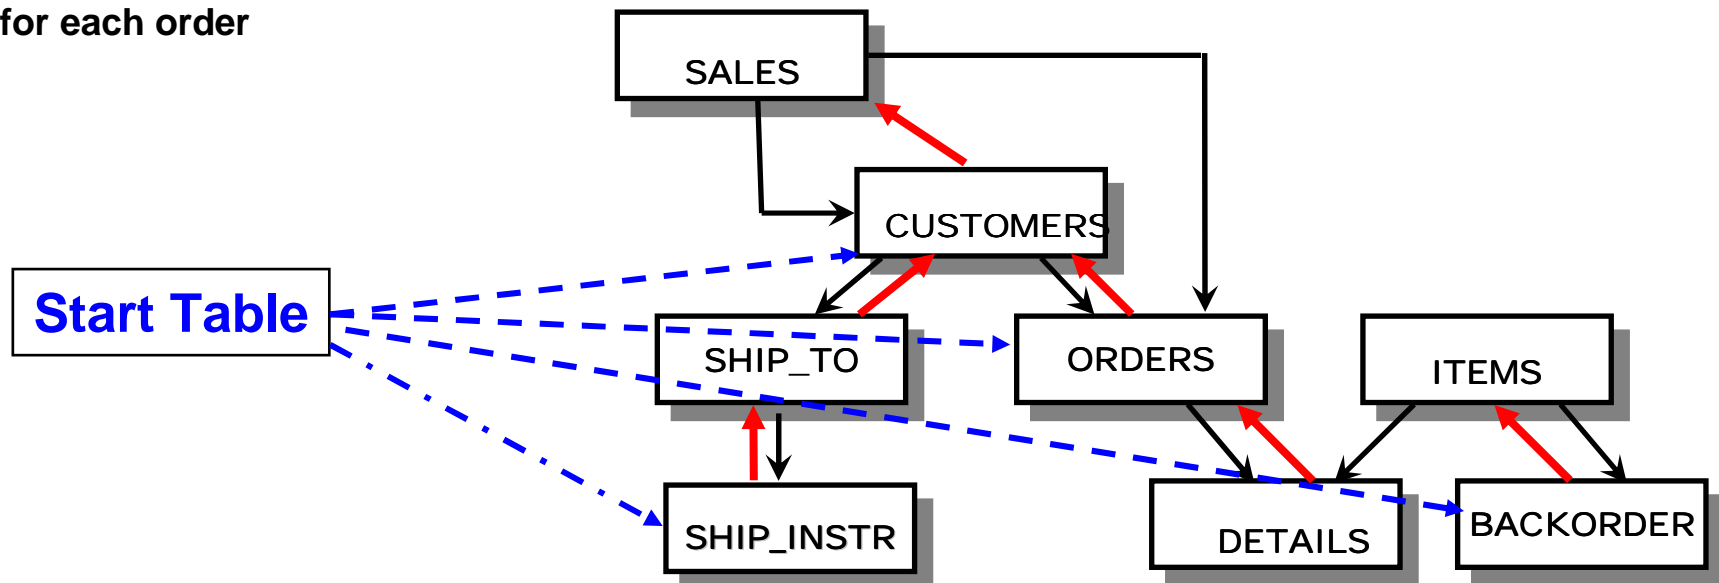 for each order
SALES
CUSTOMERS
Start Table
SHIP_TO
ORDERS
ITEMS
SHIP_INSTR
DETAILS
BACKORDER